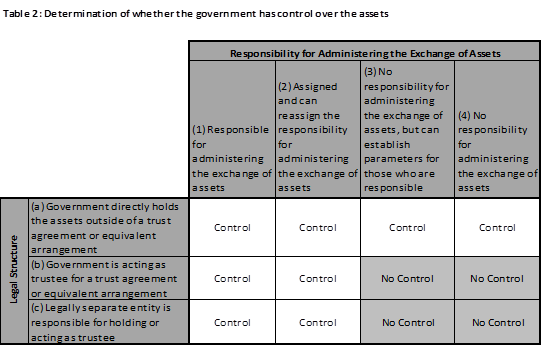 Table 2: Determination of whether the government has control over the assets
Responsibility for Administering the Exchange of Assets
(1) Responsible
for
administering
the exchange of
assets
(2) Assigned
and can
reassign the
responsibility
for
administering
the exchange of
assets
(3) No
responsibility for
administering
the exchange of
assets, but can
establish
parameters for
those who are
responsible
(4) No
responsibility
for
administering
the exchange of
assets
Legal Structure
(a) Government directly holds
the assets outside of a trust
agreement or equivalent
arrangement
Control
Control
Control
Control
(b) Government is acting as
trustee for a trust agreement
or equivalent arrangement
Control
Control
No Control
No Control
(c) Legally separate entity is
responsible for holding or
acting as trustee
Control
Control
No Control
No Control